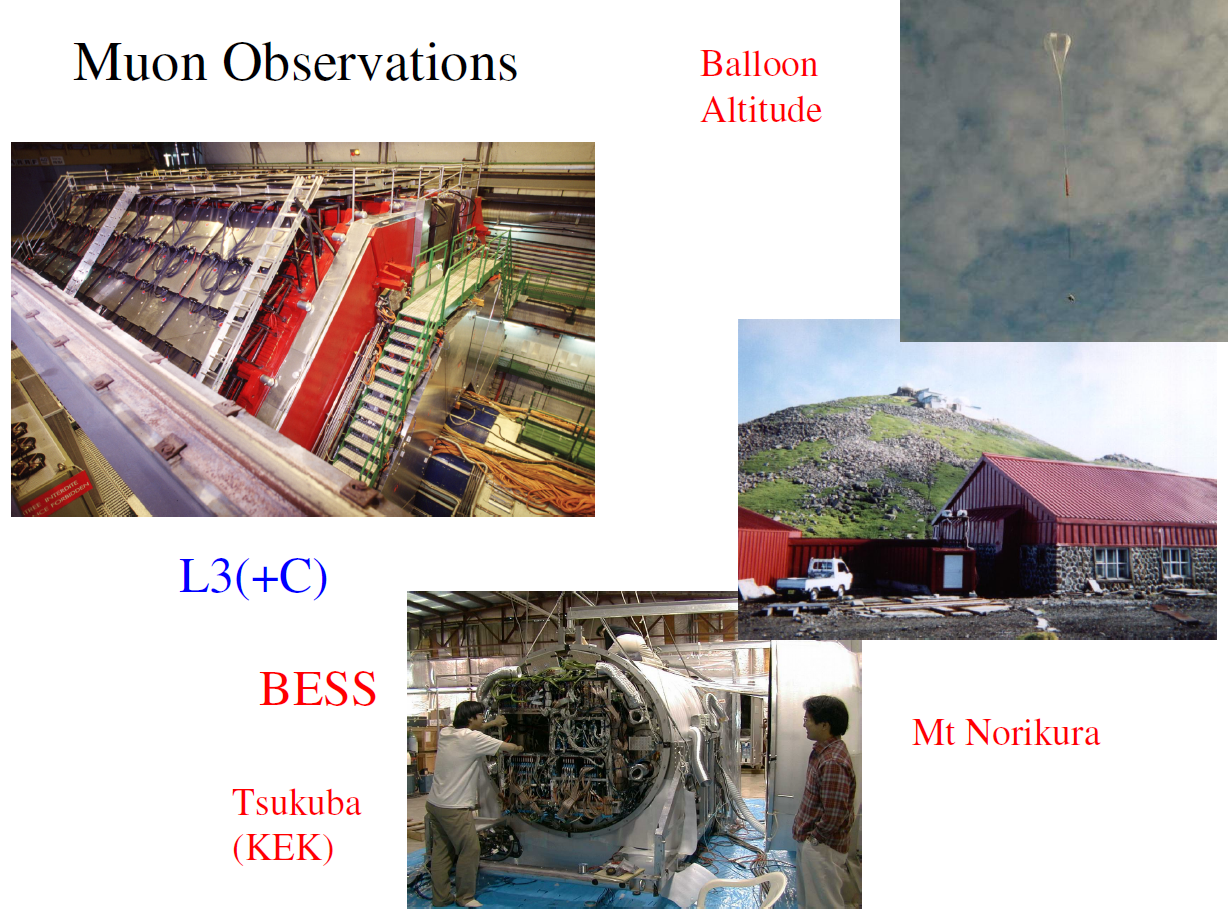 Muon Observations
Balloon
Altitude
L3(+C)
BESS
Tsukuba
(KEK)
Mt Norikura